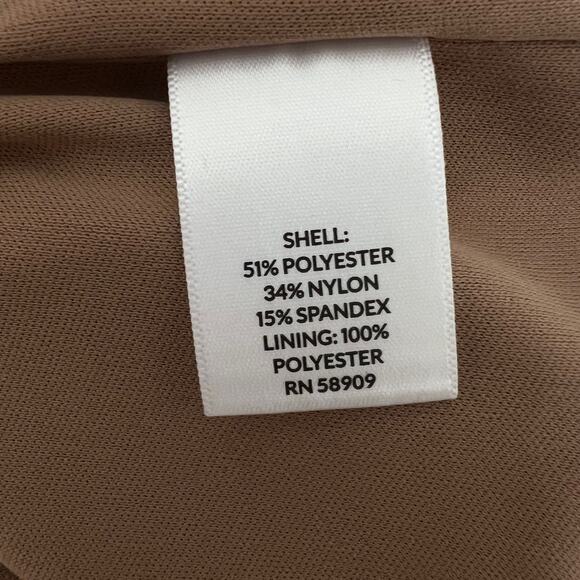 SHELL:
51% POLYESTER
34% NYLON
15% SPANDEX
LINING: 100%
POLYESTER
RN 58909